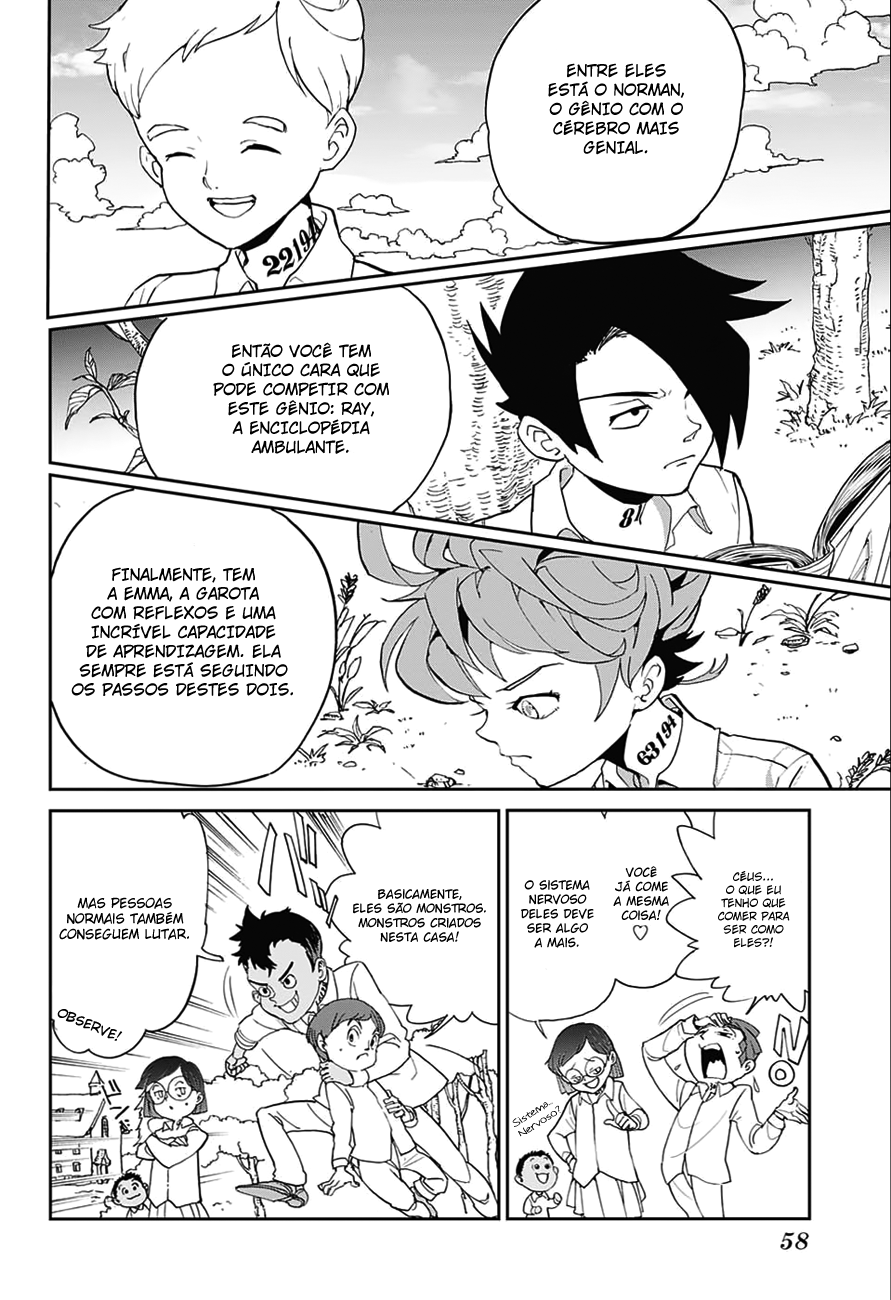 ENTRE ELES
ESTÁ O NORMAN,
O GÊNIO COM O
CÉREBRO MAIS
GENIAL.
22194
ENTÃO VOCÊ TEM
O ÚNICO CARA QUE
PODE COMPETIR COM
ESTE GÊNIO: RAY,
A ENCICLOPÉDIA
AMBULANTE.
81
FINALMENTE, TEM
A EMMA, A GAROTA
COM REFLEXOS E UMA
INCRÍVEL CAPACIDADE
DE APRENDIZAGEM. ELA
SEMPRE ESTÁ SEGUINDO
OS PASSOS DESTES DOIS.
63194
CÉUS...
O QUE EU
TENHO QUE
COMER PARA
SER COMO
ELES?!
VOCÊ
JÁ COME
A MESMA
COISA!
♡
O SISTEMA
NERVOSO
DELES DEVE
SER ALGO
A MAIS.
Sistema...
Nervoso?
BASICAMENTE,
ELES SÃO MONSTROS.
MONSTROS CRIADOS
NESTA CASA!
MAS PESSOAS
NORMAIS TAMBÉM
CONSEGUEM LUTAR.
OBSERVE!
58